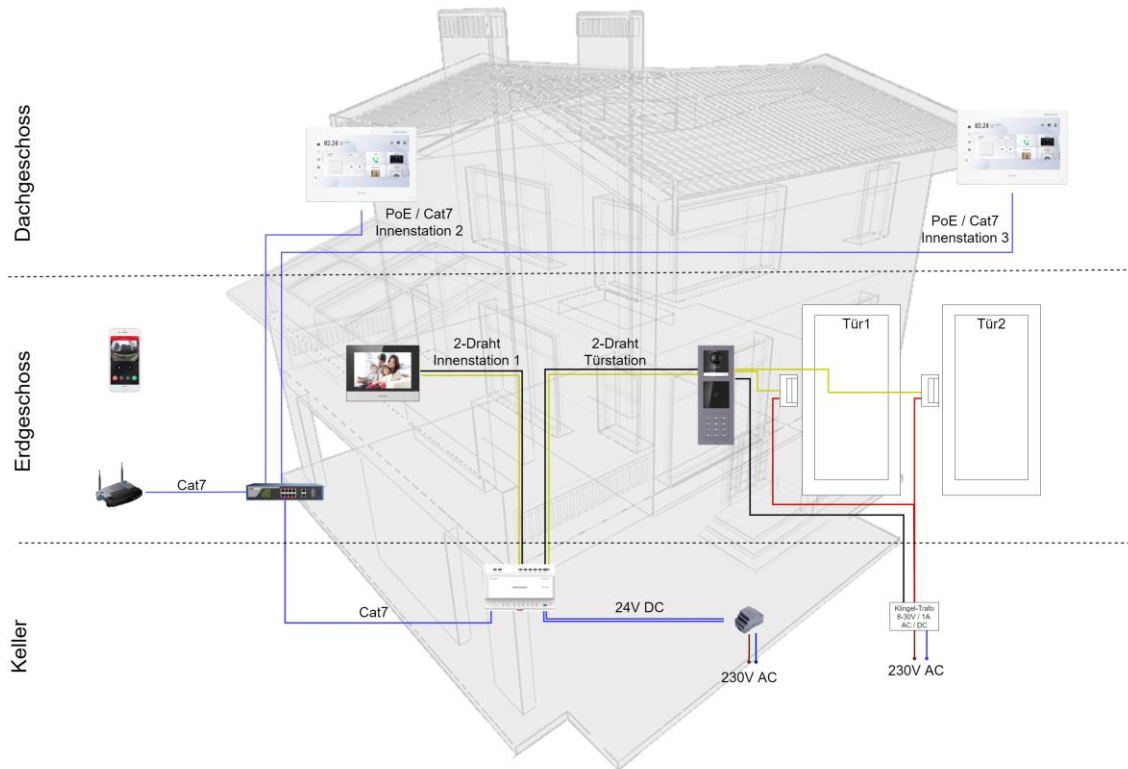 Dachgeschoss
02:24
02:24
PoE / Cat7
Innenstation 2
PoE / Cat7
Innenstation 3
Erdgeschoss
2-Draht
Innenstation 1
2-Draht
Türstation
Tür1
Tür2
Cat7
Keller
Cat7
24V DC
Klingel-Trafo
8-30V / 1A
AC / DC
230V AC
230V AC